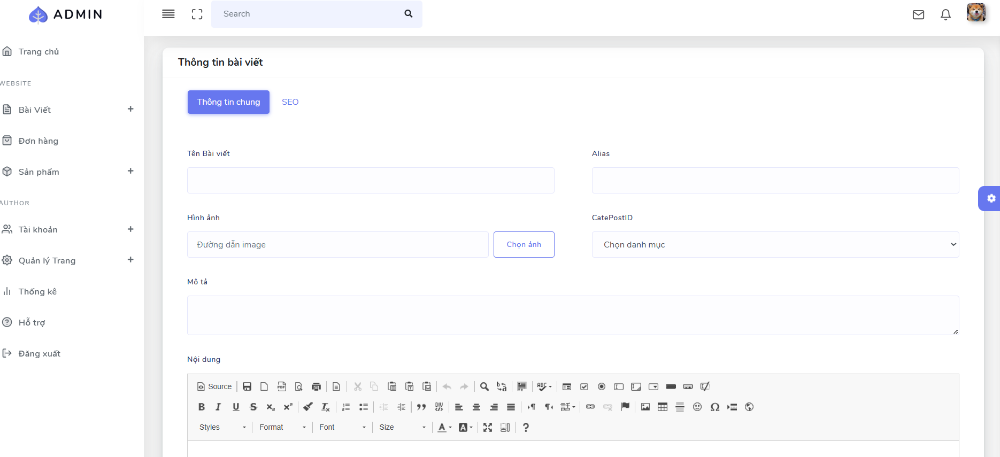 ADMIN
Search
Trang chủ
WEBSITE
Bài Viết
Đơn hàng
Sản phẩm
AUTHOR
Tài khoản
Quản lý Trang
Thống kê
Hỗ trợ
Đăng xuất
Thông tin bài viết
Thông tin chung SEO
Tên Bài viết Alias
Hình ảnh CatePostID
Đường dẫn image Chọn ảnh Chọn danh mục
Mô tả
Nội dung
Source
Styles Format Font Size